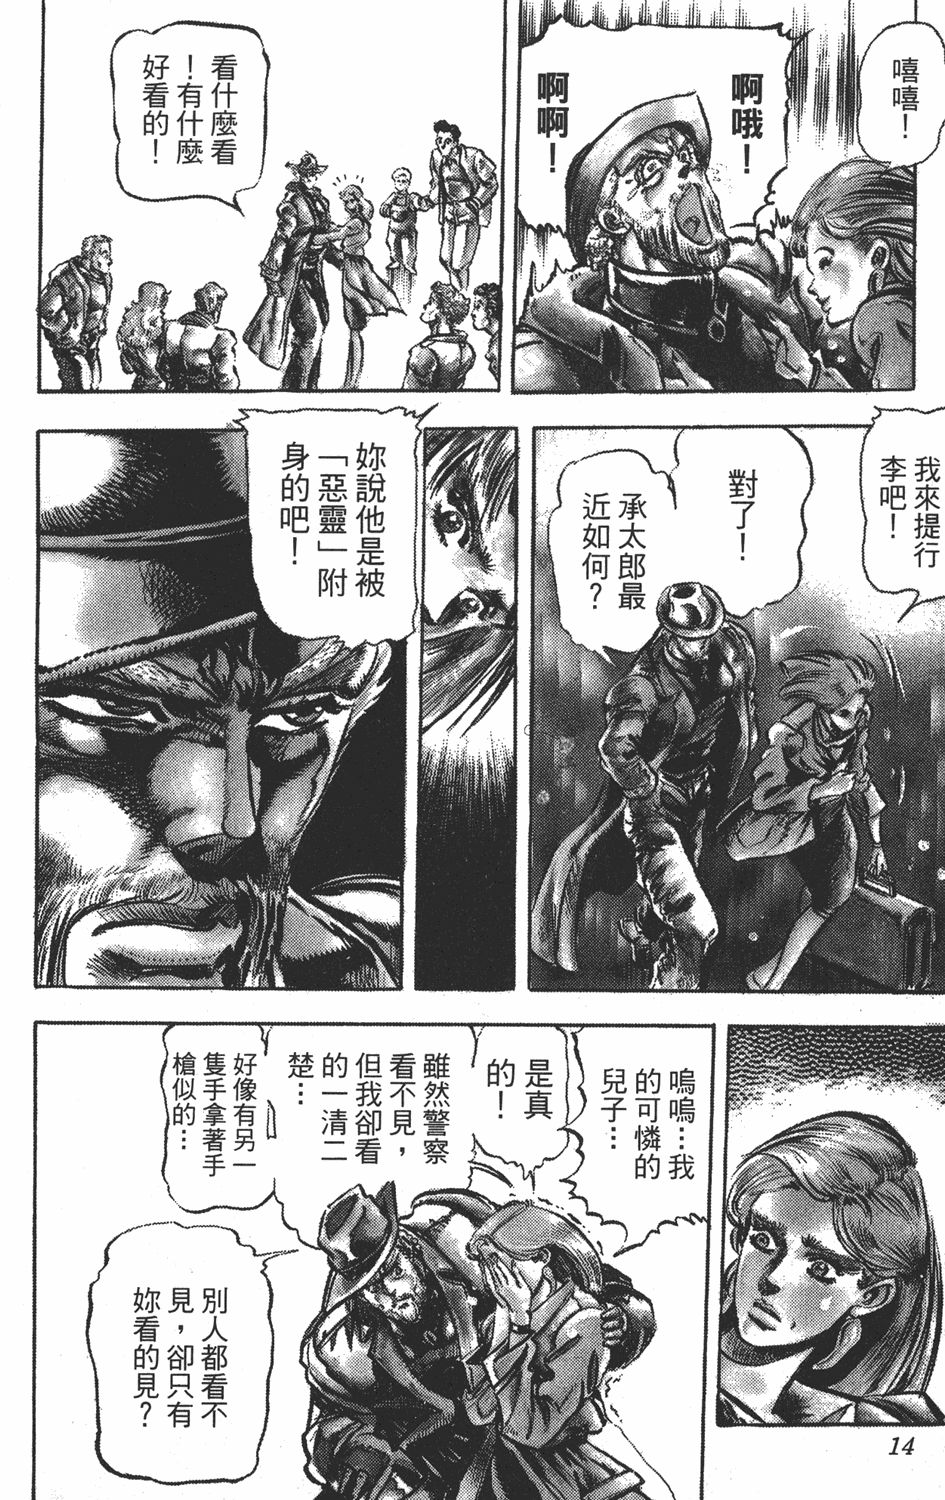 嘻嘻！
啊哦！
啊啊！
看什麼看
！有什麼
好看的！
我來提行
李吧！
對了！
承太郎最
近如何？
妳說他是被
「惡靈」附
身的吧！
嗚嗚…我
的可憐的
兒子…
是真
的！
雖然警察
看不見，
但我卻看
的一清二
楚…
好像有另一
隻手拿著手
槍似的…
別人都看不
見，卻只有
妳看的見？
14